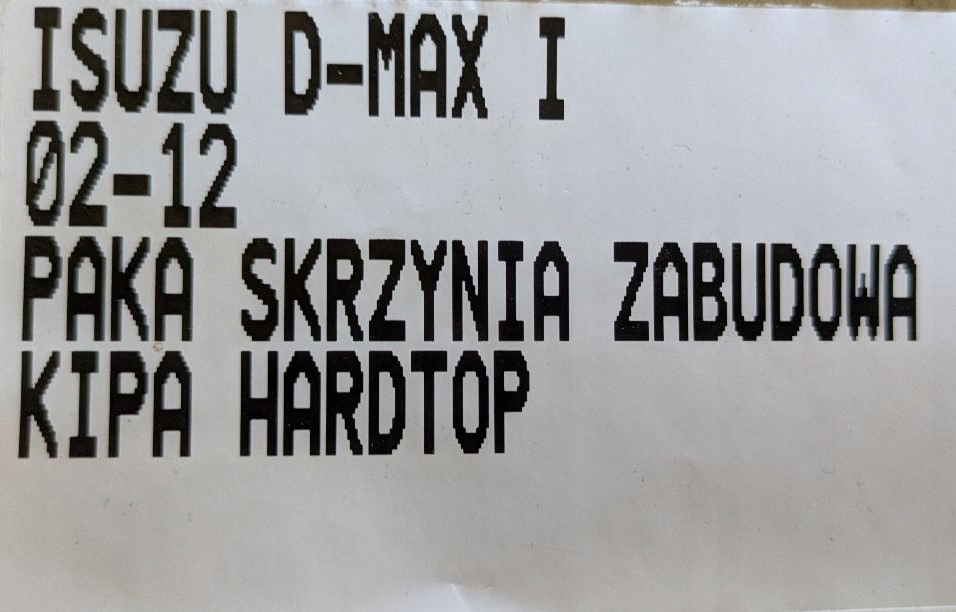 ISUZU D-MAX I
02-12
PAKA SKRZYNIA ZABUDOWA
KIPA HARDTOP